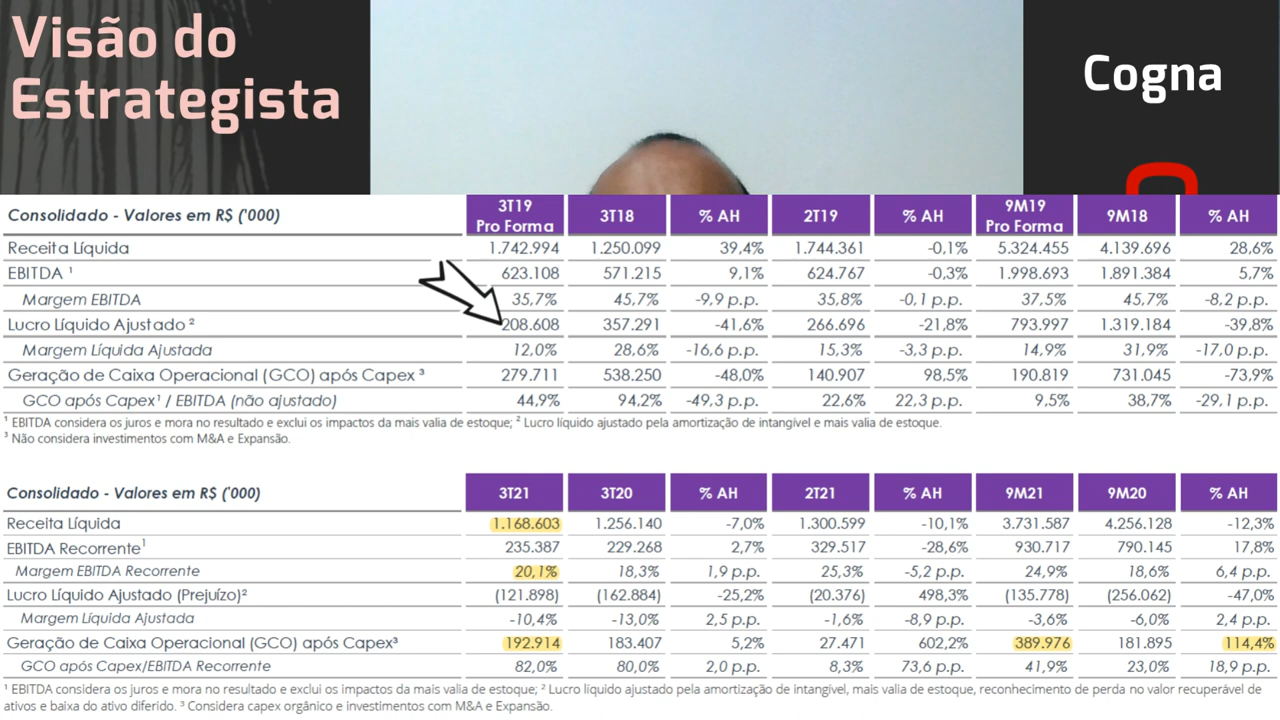 Visão do
Estrategista
Cogna
Consolidado - Valores em R$ ('000) 3T19 Pro Forma 3T18 % AH 2T19 % AH 9M19 Pro Forma 9M18 % AH
Receita Líquida 1.742.994 1.250.099 39,4% 1.744.361 -0,1% 5.324.455 4.139.696 28,6%
EBITDA ¹ 623.108 571.215 9,1% 624.767 -0,3% 1.998.693 1.891.384 5,7%
Margem EBITDA 35,7% 45,7% -9,9 p.p. 35,8% -0,1 p.p. 37,5% 45,7% -8,2 p.p.
Lucro Líquido Ajustado ² 208.608 357.291 -41,6% 266.696 -21,8% 793.997 1.319.184 -39,8%
Margem Líquida Ajustada 12,0% 28,6% -16,6 p.p. 15,3% -3,3 p.p. 14,9% 31,9% -17,0 p.p.
Geração de Caixa Operacional (GCO) após Capex ³ 279.711 538.250 -48,0% 140.907 98,5% 190.819 731.045 -73,9%
GCO após Capex¹ / EBITDA (não ajustado) 44,9% 94,2% -49,3 p.p. 22,6% 22,3 p.p. 9,5% 38,7% -29,1 p.p.
¹ EBITDA considera os juros e mora no resultado e exclui os impactos da mais valia de estoque; ² Lucro líquido ajustado pela amortização de intangível e mais valia de estoque.
³ Não considera investimentos com M&A e Expansão.
Consolidado - Valores em R$ ('000) 3T21 3T20 % AH 2T21 % AH 9M21 9M20 % AH
Receita Líquida 1.168.603 1.256.140 -7,0% 1.300.599 -10,1% 3.731.587 4.256.128 -12,3%
EBITDA Recorrente¹ 235.387 229.268 2,7% 329.517 -28,6% 930.717 790.145 17,8%
Margem EBITDA Recorrente 20,1% 18,3% 1,9 p.p. 25,3% -5,2 p.p. 24,9% 18,6% 6,4 p.p.
Lucro Líquido Ajustado (Prejuízo)² (121.898) (162.884) -25,2% (20.376) 498,3% (135.778) (256.062) -47,0%
Margem Líquida Ajustada -10,4% -13,0% 2,5 p.p. -1,6% -8,9 p.p. -3,6% -6,0% 2,4 p.p.
Geração de Caixa Operacional (GCO) após Capex³ 192.914 183.407 5,2% 27.471 602,2% 389.976 181.895 114,4%
GCO após Capex/EBITDA Recorrente 82,0% 80,0% 2,0 p.p. 8,3% 73,6 p.p. 41,9% 23,0% 18,9 p.p.
¹ EBITDA considera os juros e mora no resultado e exclui os impactos da mais valia de estoque; ² Lucro líquido ajustado pela amortização de intangível, mais valia de estoque, reconhecimento de perda no valor recuperável de
ativos e baixa do ativo diferido. ³ Considera capex orgânico e investimentos com M&A e Expansão.